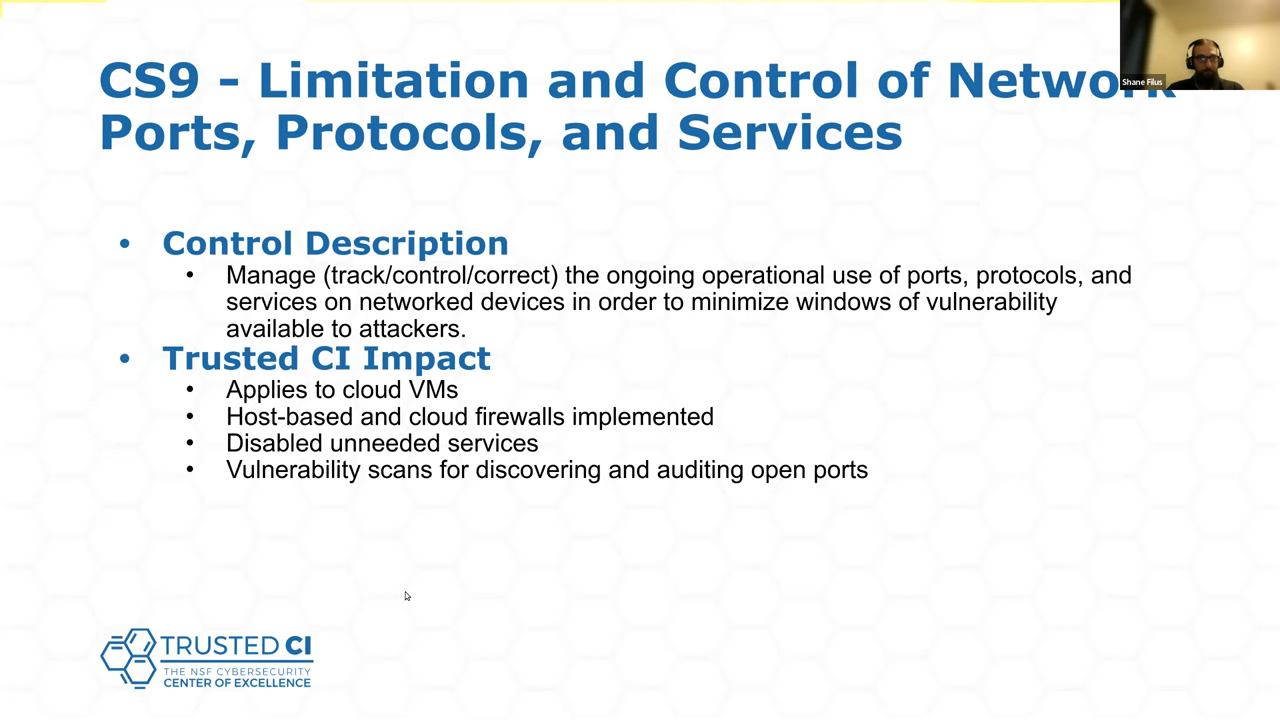 CS9 - Limitation and Control of Network
Ports, Protocols, and Services
Shane Filus
• Control Description
• Manage (track/control/correct) the ongoing operational use of ports, protocols, and
services on networked devices in order to minimize windows of vulnerability
available to attackers.
• Trusted CI Impact
• Applies to cloud VMs
• Host-based and cloud firewalls implemented
• Disabled unneeded services
• Vulnerability scans for discovering and auditing open ports
TRUSTED CI
THE NSF CYBERSECURITY
CENTER OF EXCELLENCE